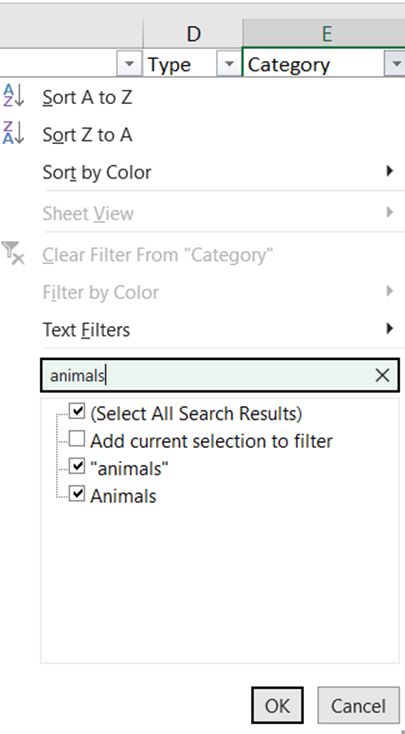 D E
Type Category
Sort A to Z
Sort Z to A
Sort by Color
Sheet View
Clear Filter From "Category"
Filter by Color
Text Filters
animals
(Select All Search Results)
Add current selection to filter
"animals"
Animals
OK Cancel